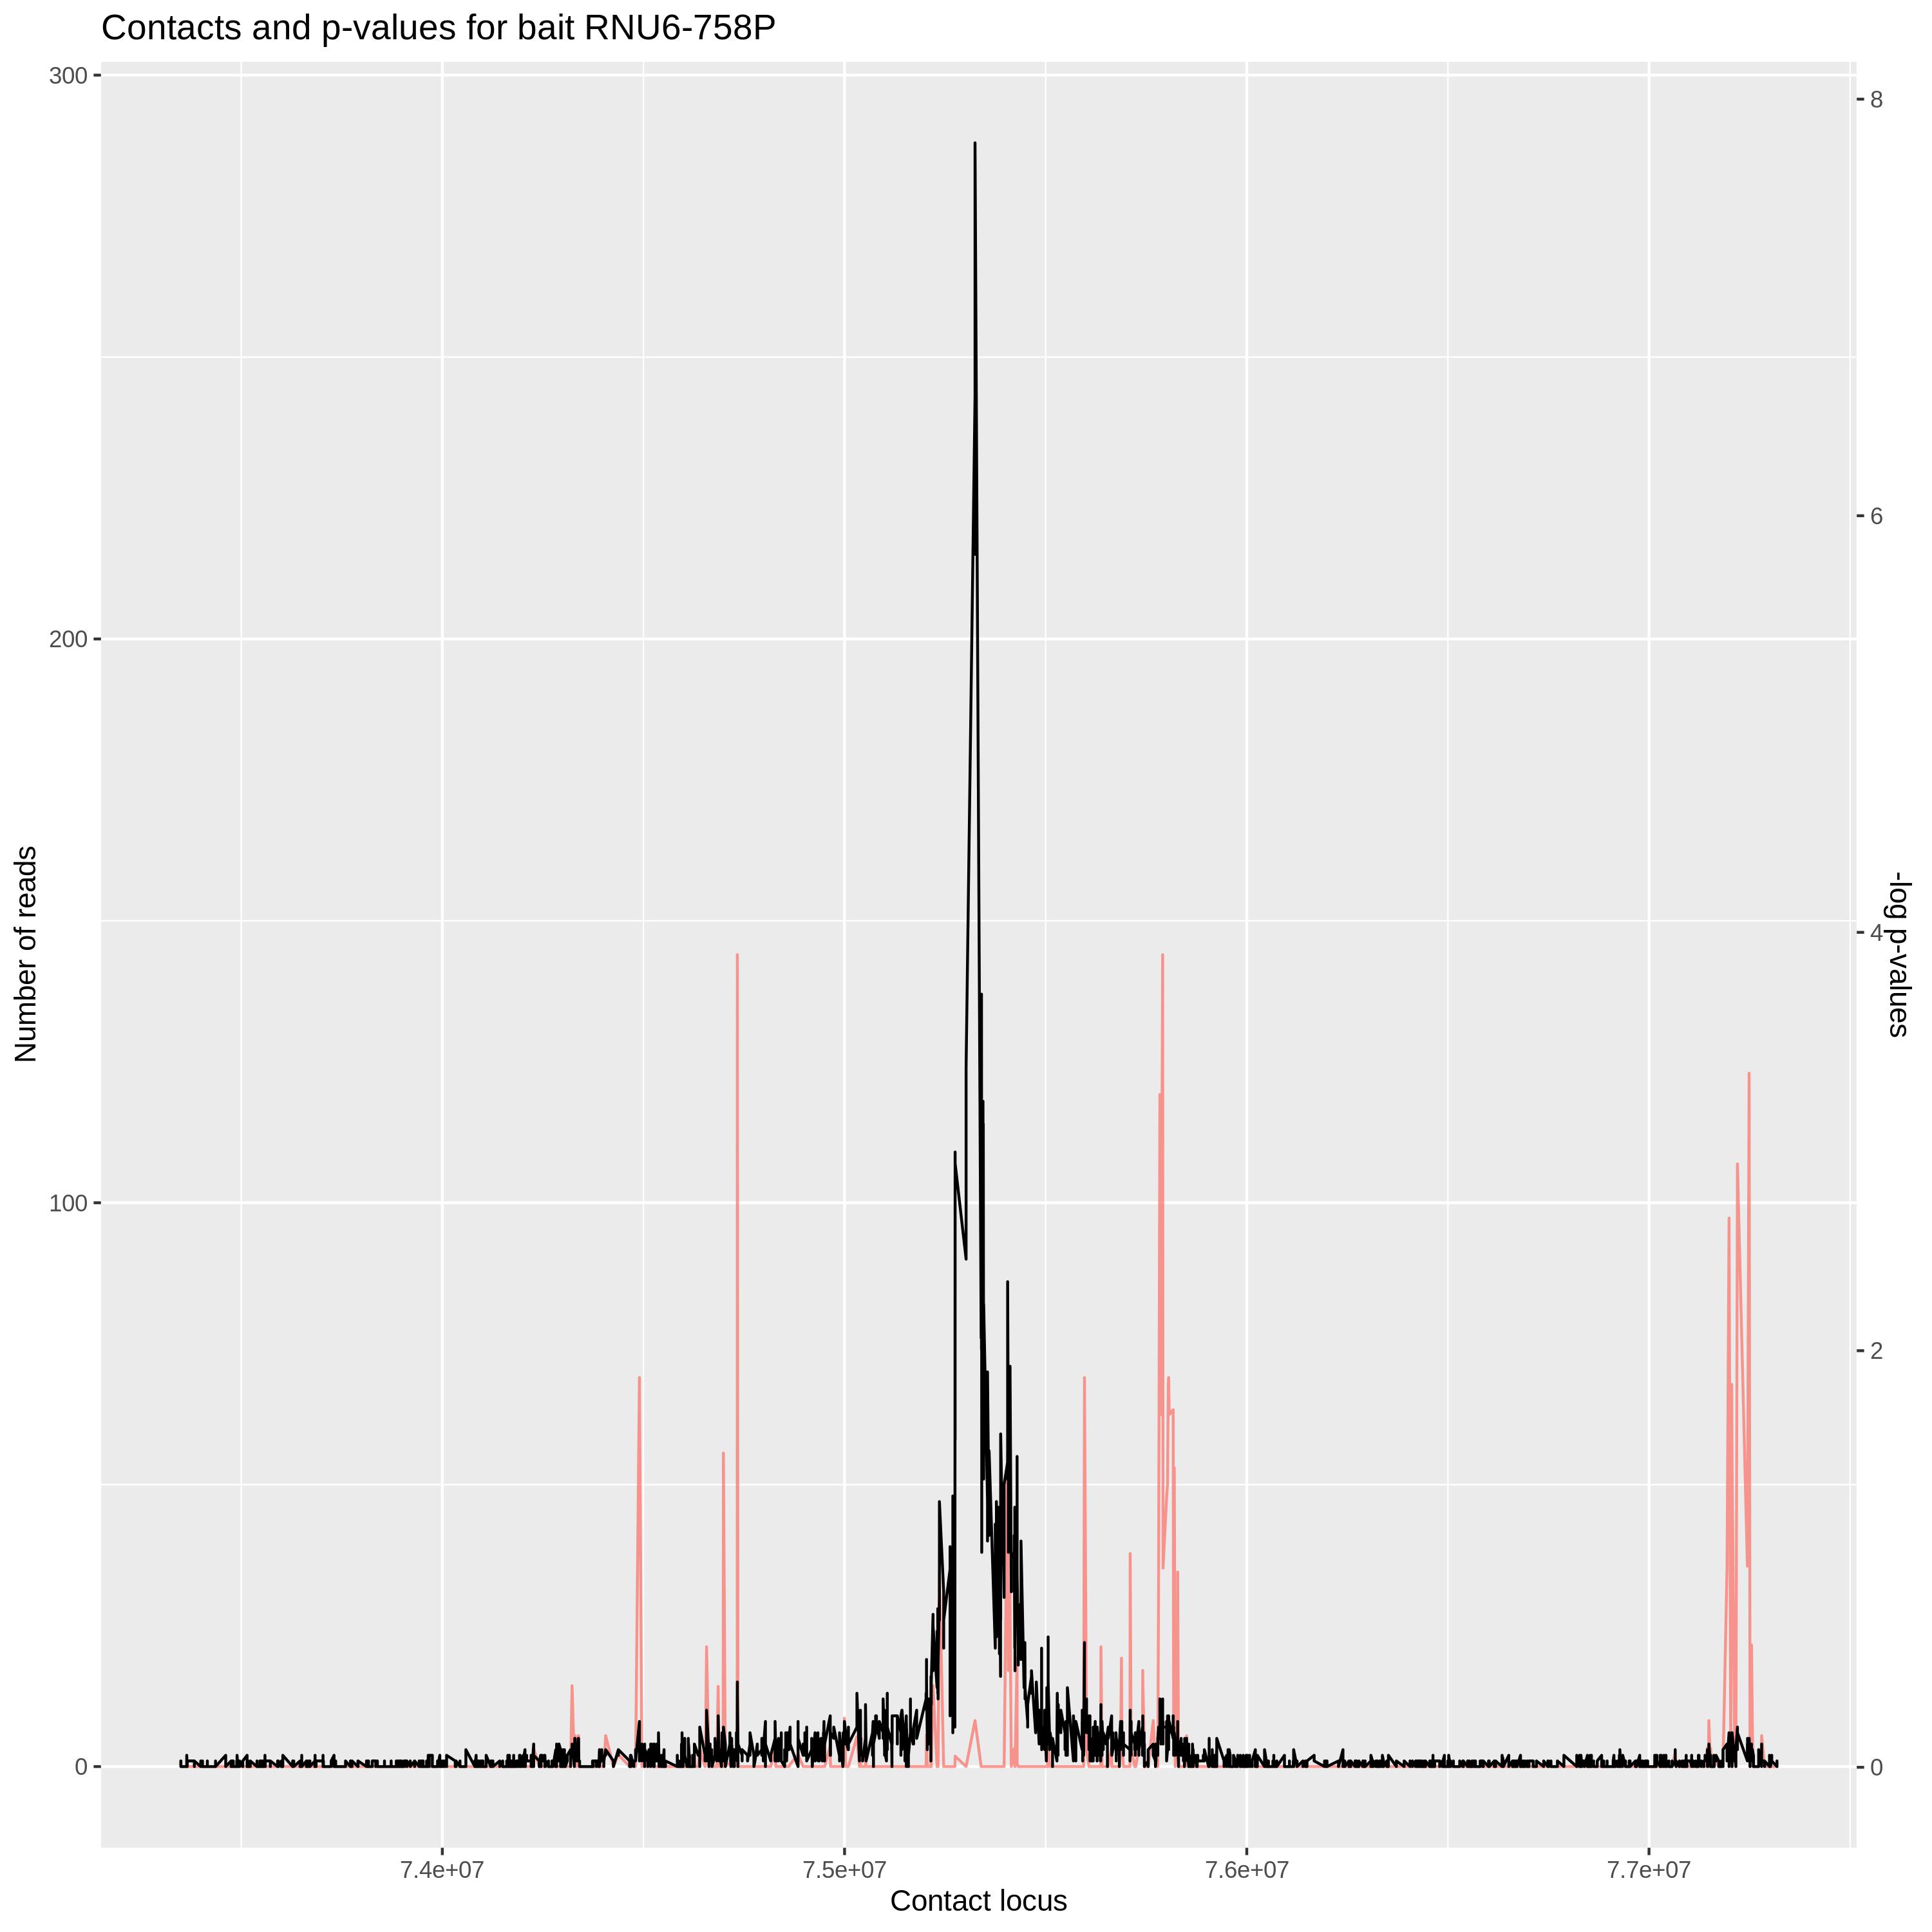 Contacts and p-values for bait RNU6-758P
300
200
100
0
Number of reads
8
6
4
2
0
-log p-values
7.4e+07
7.5e+07
7.6e+07
7.7e+07
Contact locus